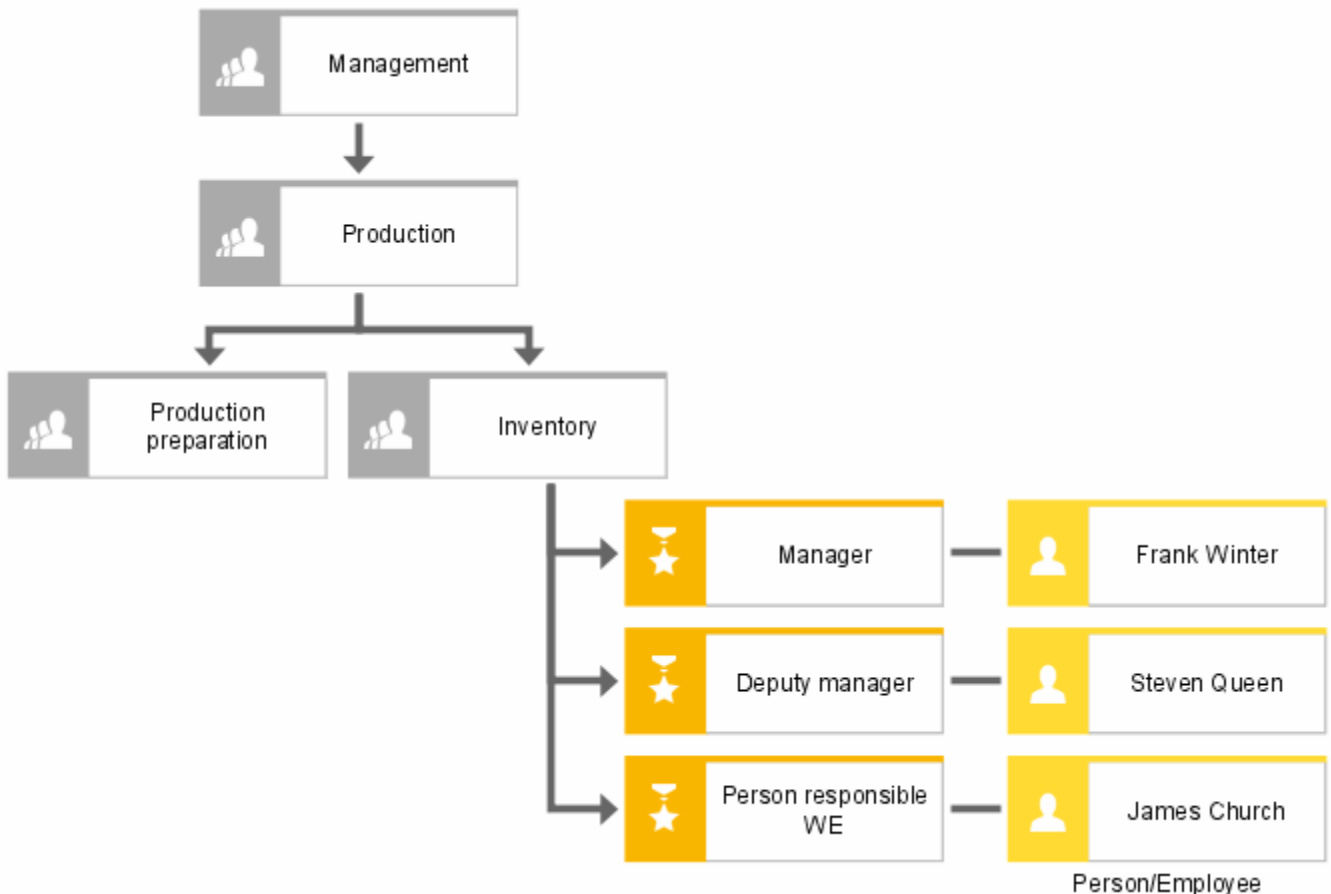 Management
Production
Production
preparation
Inventory
Manager
Frank Winter
Deputy manager
Steven Queen
Person responsible
WE
James Church
Person/Employee